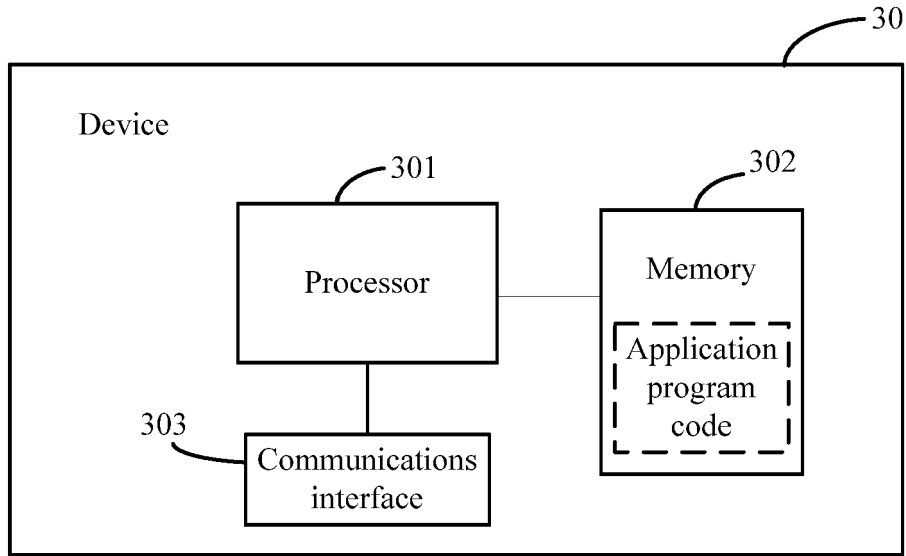 30
Device
301
302
Processor
Memory
Application
program
code
303
Communications
interface